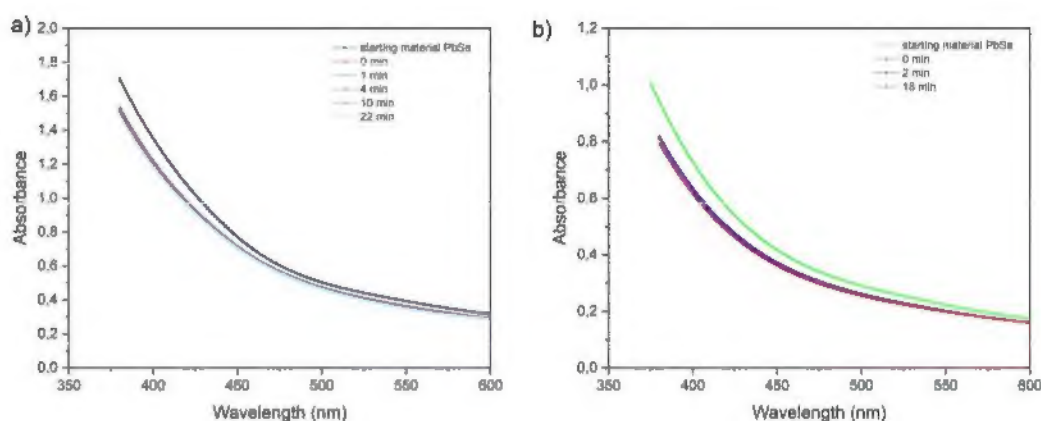 a)
2,0
1,8
1,6
1,4
1,2
1,0
0,8
0,6
0,4
0,2
0,0
Absorbance
350 400 450 500 550 600
Wavelength (nm)
starting material PbSe
0 min
1 min
4 min
10 min
22 min
b)
1,2
1,0
0,8
0,6
0,4
0,2
0,0
Absorbance
350 400 450 500 550 600
Wavelength (nm)
starting material PbSe
0 min
2 min
18 min